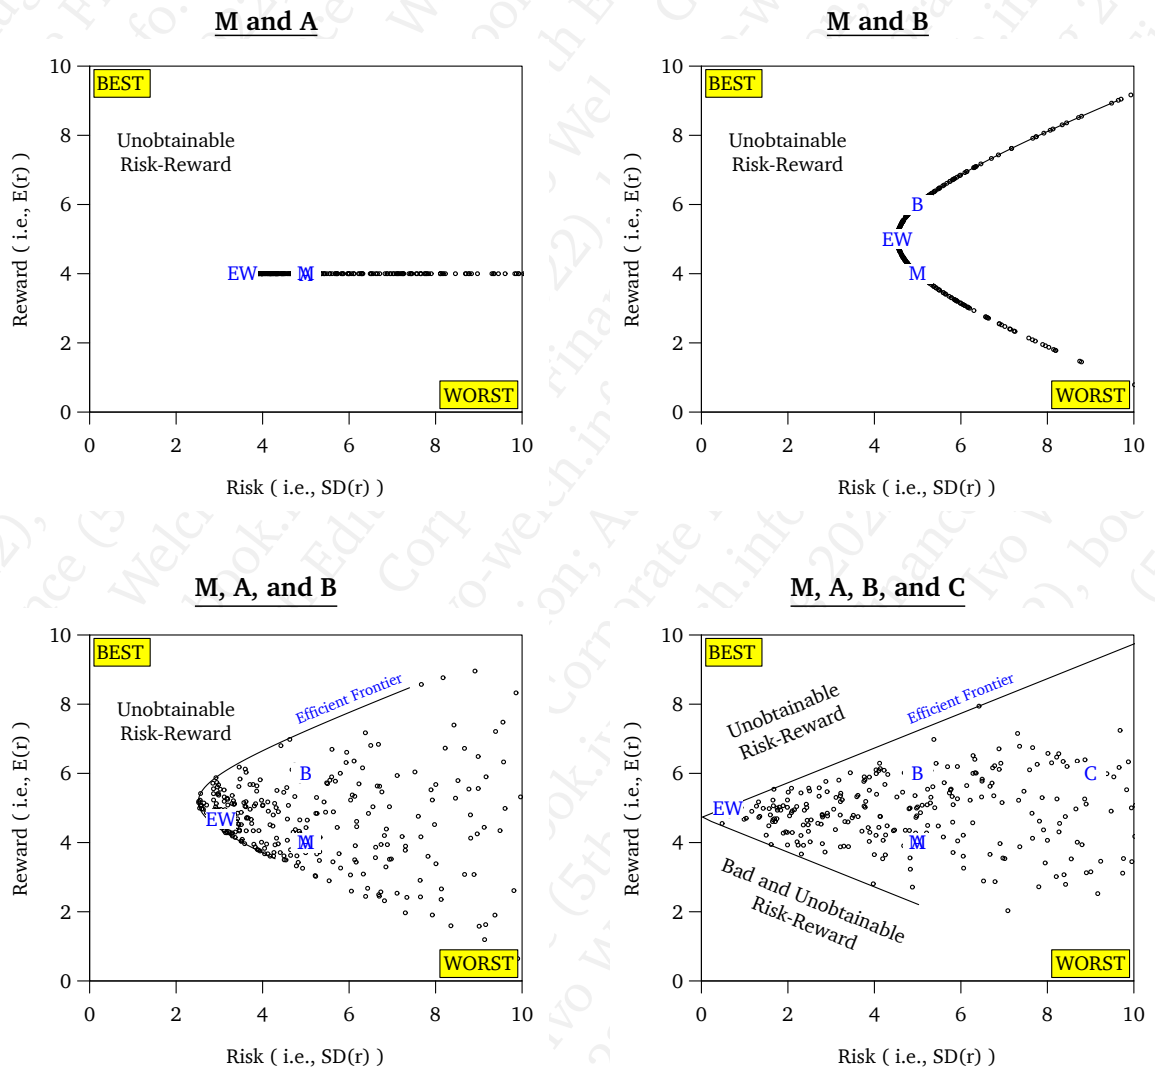 M and A
10
8
6
4
2
0
BEST
Unobtainable
Risk-Reward
EW
M
A
WORST
0 2 4 6 8 10
Reward ( i.e., E(r) )
Risk ( i.e., SD(r) )
M and B
10
8
6
4
2
0
BEST
Unobtainable
Risk-Reward
B
EW
M
WORST
0 2 4 6 8 10
Reward ( i.e., E(r) )
Risk ( i.e., SD(r) )
M, A, and B
10
8
6
4
2
0
BEST
Unobtainable
Risk-Reward
Efficient Frontier
B
EW
M
A
WORST
0 2 4 6 8 10
Reward ( i.e., E(r) )
Risk ( i.e., SD(r) )
M, A, B, and C
10
8
6
4
2
0
BEST
Unobtainable
Risk-Reward
Efficient Frontier
B
C
EW
M
A
Bad and Unobtainable
Risk-Reward
WORST
0 2 4 6 8 10
Reward ( i.e., E(r) )
Risk ( i.e., SD(r) )